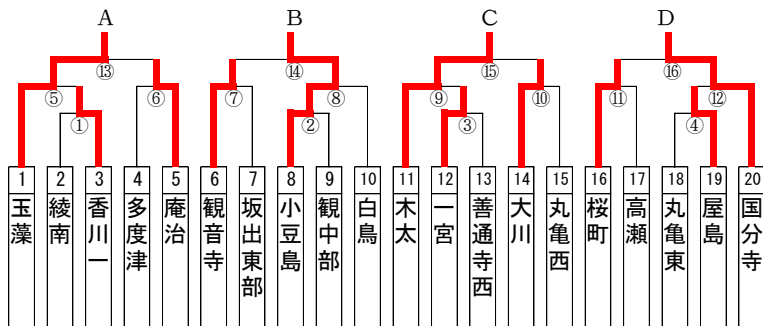 A B C D
⑬ ⑭ ⑮ ⑯
⑤ ⑥ ⑦ ⑧ ⑨ ⑩ ⑪ ⑫
① ② ③ ④
1 2 3 4 5 6 7 8 9 10 11 12 13 14 15 16 17 18 19 20
玉藻
綾南
香川一
多度津
庵治
観音寺
坂出東部
小豆島
観中部
白鳥
木太
一宮
善通寺西
大川
丸亀西
桜町
高瀬
丸亀東
屋島
国分寺